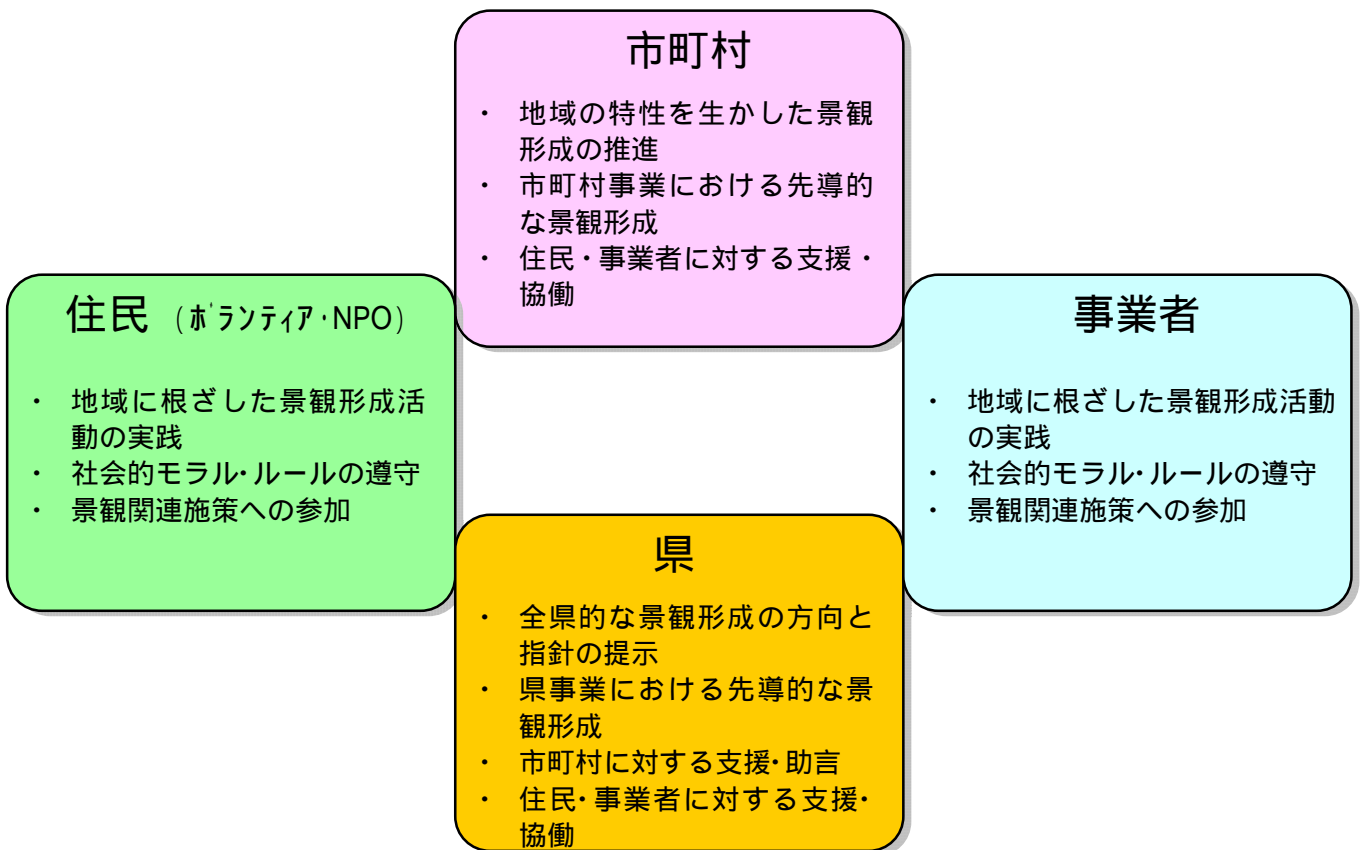 市町村
・ 地域の特性を生かした景観
形成の推進
・ 市町村事業における先導的
な景観形成
・ 住民・事業者に対する支援・
協働
住民 (ﾎﾞﾗﾝﾃｨｱ・NPO)
・ 地域に根ざした景観形成活
動の実践
・ 社会的モラル・ルールの遵守
・ 景観関連施策への参加
事業者
・ 地域に根ざした景観形成活動
の実践
・ 社会的モラル・ルールの遵守
・ 景観関連施策への参加
県
・ 全県的な景観形成の方向と
指針の提示
・ 県事業における先導的な景
観形成
・ 市町村に対する支援・助言
・ 住民・事業者に対する支援・
協働